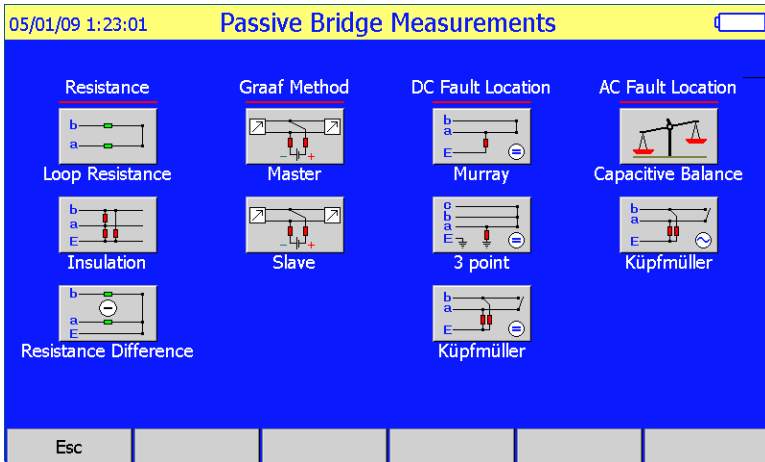 05/01/09 1:23:01 Passive Bridge Measurements
Resistance Graaf Method DC Fault Location AC Fault Location
b
a
b
a
E
Loop Resistance Master Murray Capacitive Balance
- +
b
a
E
c
b
a
E
b
a
E
Insulation Slave 3 point Küpfmüller
- +
b
a
E
b
a
E
Resistance Difference Küpfmüller
Esc